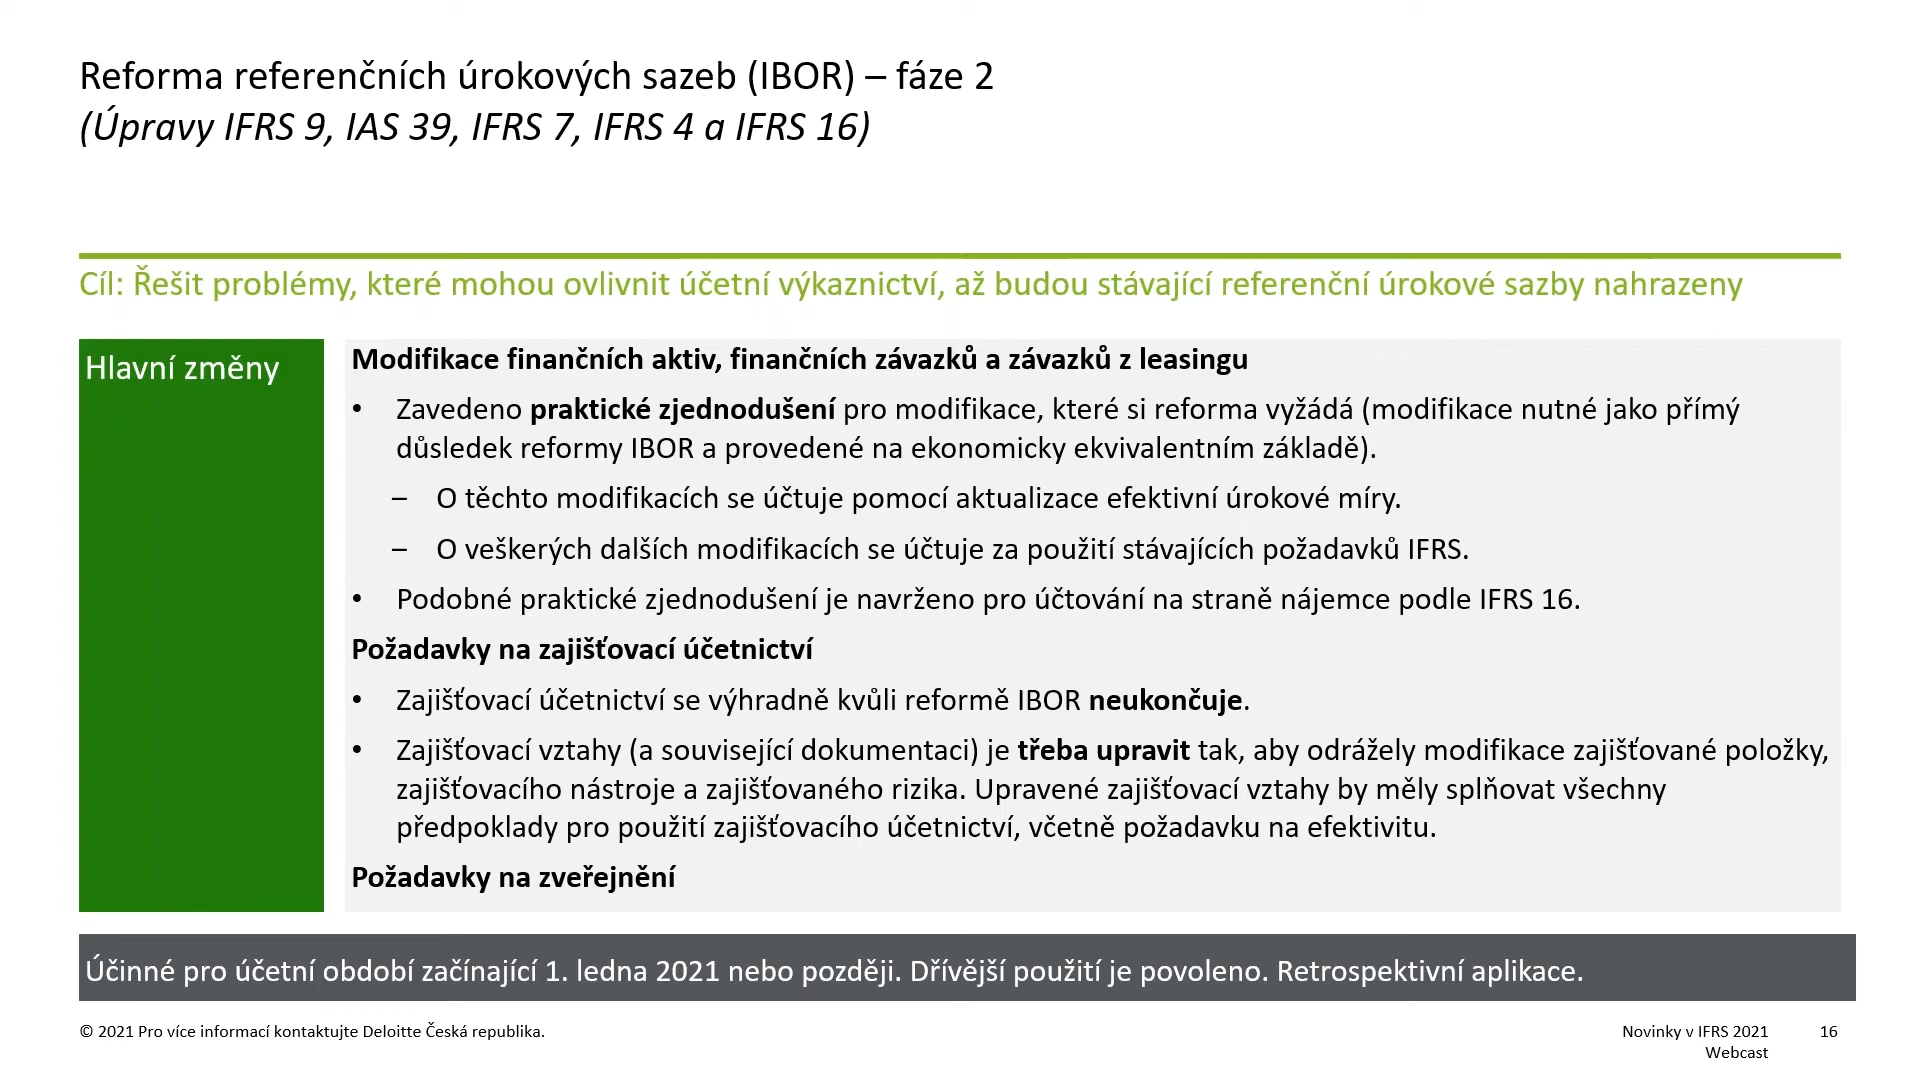 Reforma referenčních úrokových sazeb (IBOR) – fáze 2
(Úpravy IFRS 9, IAS 39, IFRS 7, IFRS 4 a IFRS 16)
Cíl: Řešit problémy, které mohou ovlivnit účetní výkaznictví, až budou stávající referenční úrokové sazby nahrazeny
Hlavní změny
Modifikace finančních aktiv, finančních závazků a závazků z leasingu
• Zavedeno praktické zjednodušení pro modifikace, které si reforma vyžádá (modifikace nutné jako přímý
důsledek reformy IBOR a provedené na ekonomicky ekvivalentním základě).
– O těchto modifikacích se účtuje pomocí aktualizace efektivní úrokové míry.
– O veškerých dalších modifikacích se účtuje za použití stávajících požadavků IFRS.
• Podobné praktické zjednodušení je navrženo pro účtování na straně nájemce podle IFRS 16.
Požadavky na zajišťovací účetnictví
• Zajišťovací účetnictví se výhradně kvůli reformě IBOR neukončuje.
• Zajišťovací vztahy (a související dokumentaci) je třeba upravit tak, aby odrážely modifikace zajišťované položky,
zajišťovacího nástroje a zajišťovaného rizika. Upravené zajišťovací vztahy by měly splňovat všechny
předpoklady pro použití zajišťovacího účetnictví, včetně požadavku na efektivitu.
Požadavky na zveřejnění
Účinné pro účetní období začínající 1. ledna 2021 nebo později. Dřívější použití je povoleno. Retrospektivní aplikace.
© 2021 Pro více informací kontaktujte Deloitte Česká republika.
Novinky v IFRS 2021 16
Webcast